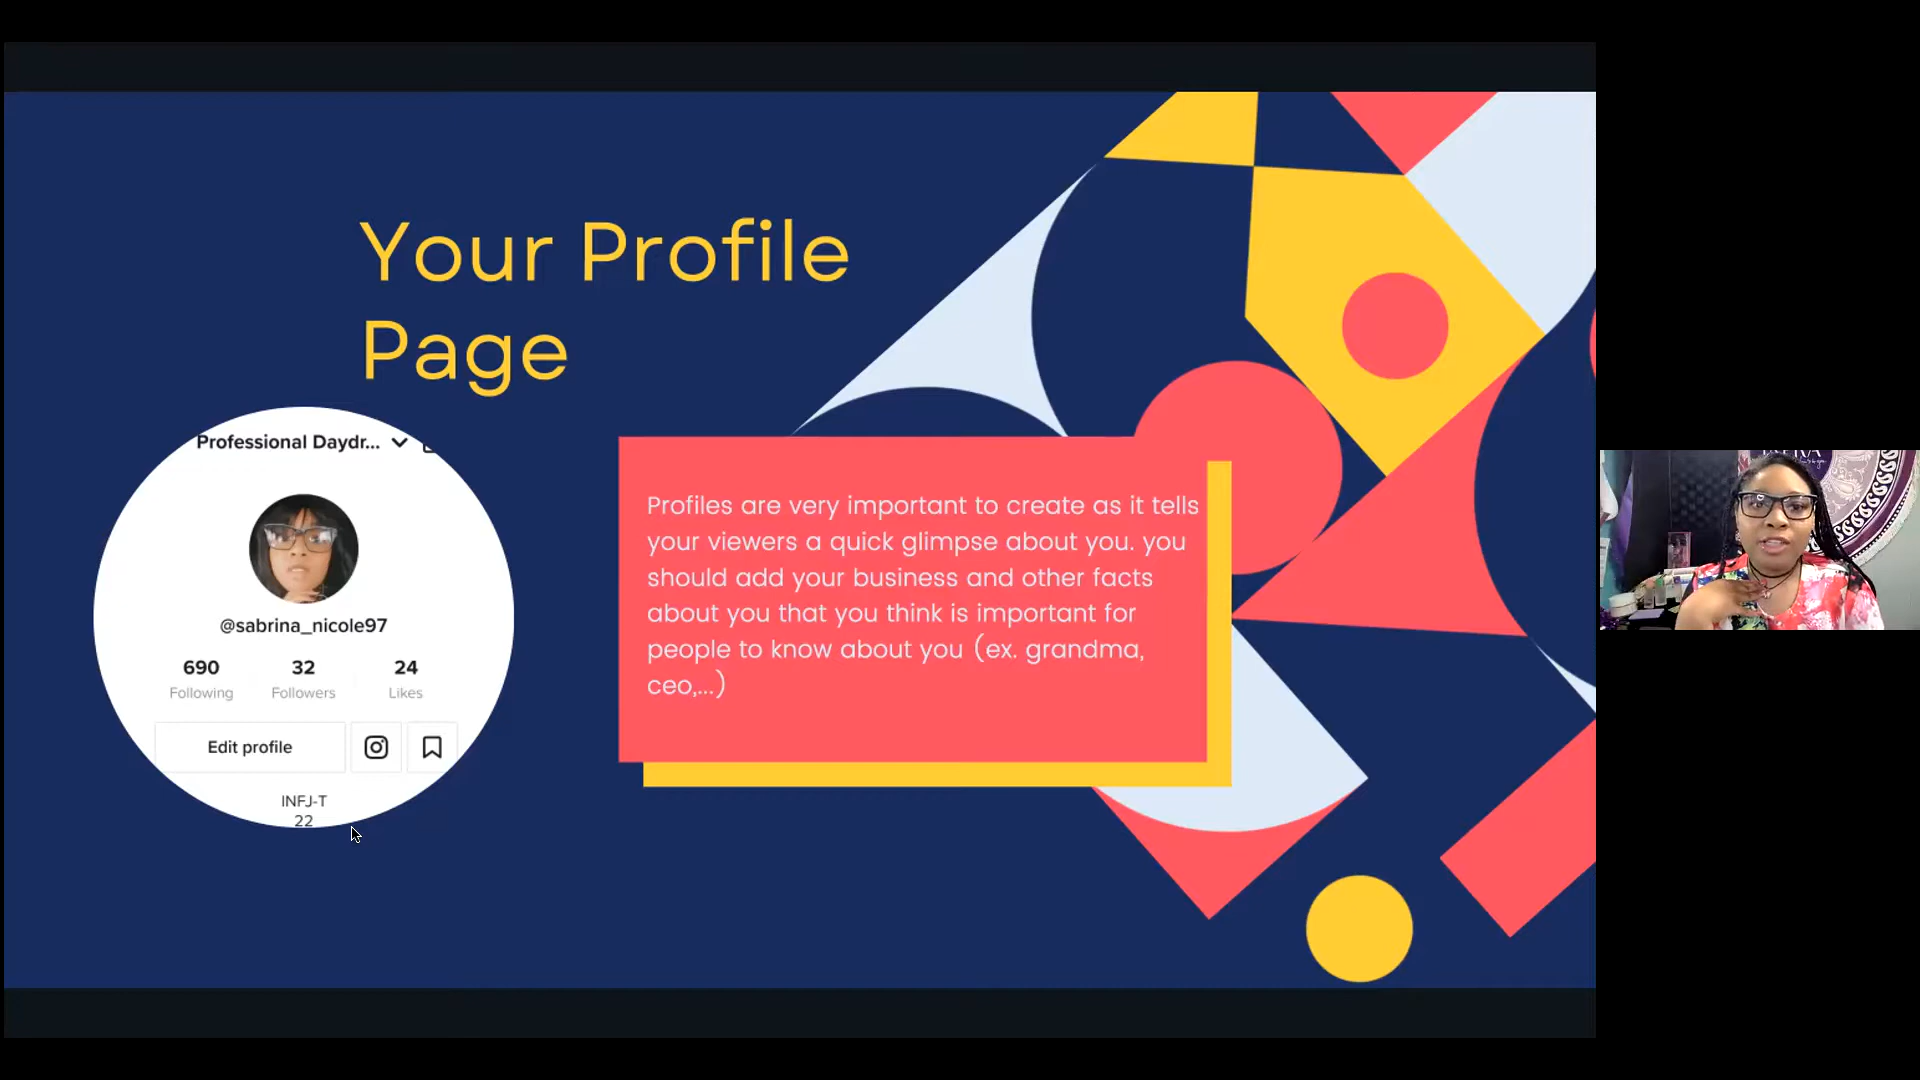 Your Profile
Page
Professional Daydr...
@sabrina_nicole97
690 32 24
Following Followers Likes
Edit profile
INFJ-T
22
Profiles are very important to create as it tells
your viewers a quick glimpse about you. you
should add your business and other facts
about you that you think is important for
people to know about you (ex. grandma,
ceo,...)